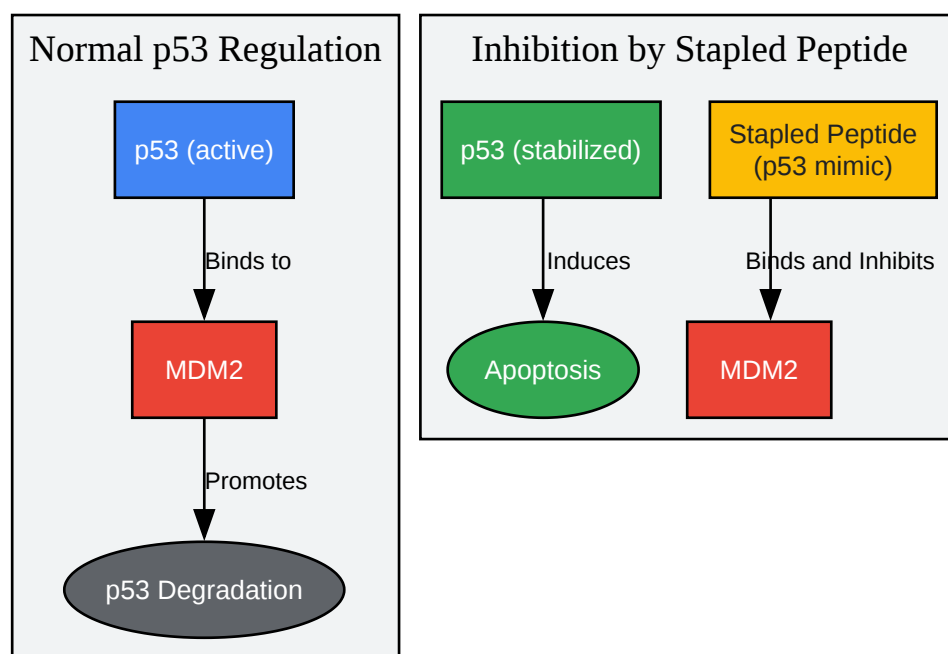 Normal p53 Regulation
p53 (active)
Binds to
MDM2
Promotes
p53 Degradation
Inhibition by Stapled Peptide
p53 (stabilized)
Induces
Apoptosis
Stapled Peptide
(p53 mimic)
Binds and Inhibits
MDM2